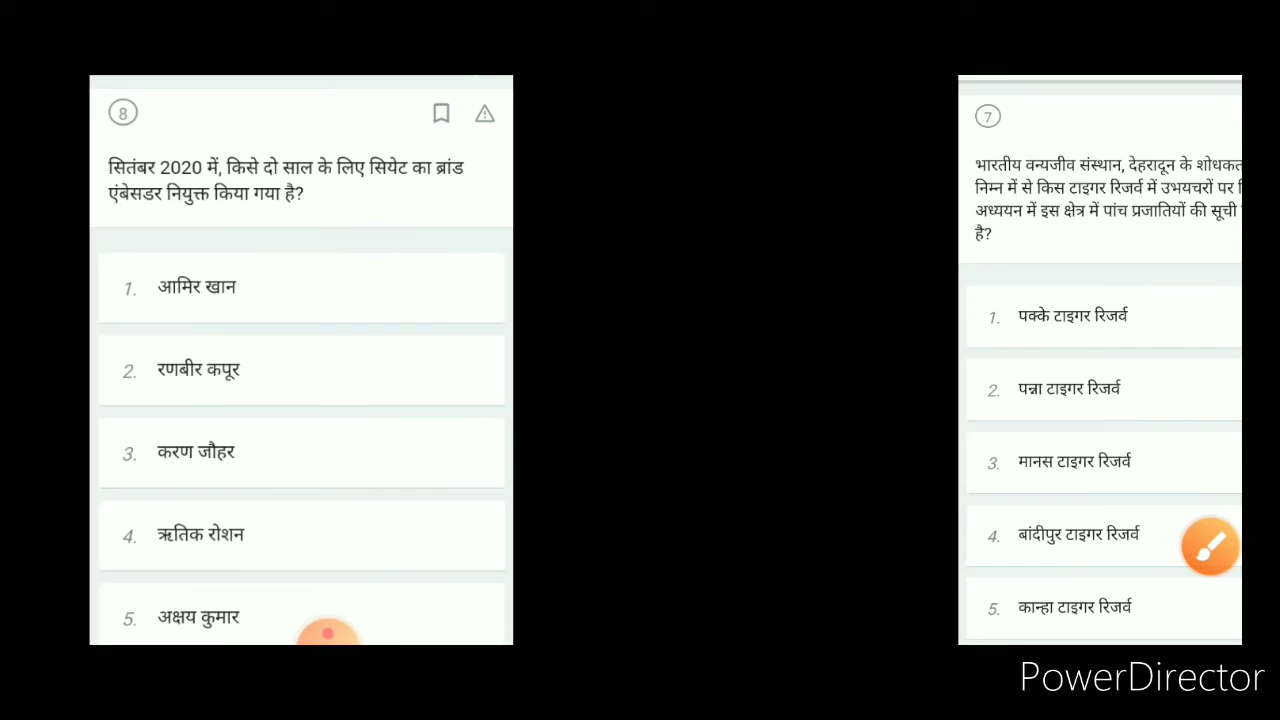 8
सितंबर 2020 में, किसे दो साल के लिए सियेट का ब्रांड
एंबेसडर नियुक्त किया गया है?
1. आमिर खान
2. रणबीर कपूर
3. करण जौहर
4. ऋतिक रोशन
5. अक्षय कुमार
7
भारतीय वन्यजीव संस्थान, देहरादून के
निम्न में से किस टाइगर रिजर्व में उभयचरों पर
अध्ययन में इस क्षेत्र में पांच प्रजातियों की सूची
है?
1. पक्के टाइगर रिजर्व
2. पन्ना टाइगर रिजर्व
3. मानस टाइगर रिजर्व
4. बांदीपुर टाइगर रिजर्व
5. कान्हा टाइगर रिजर्व
PowerDirector